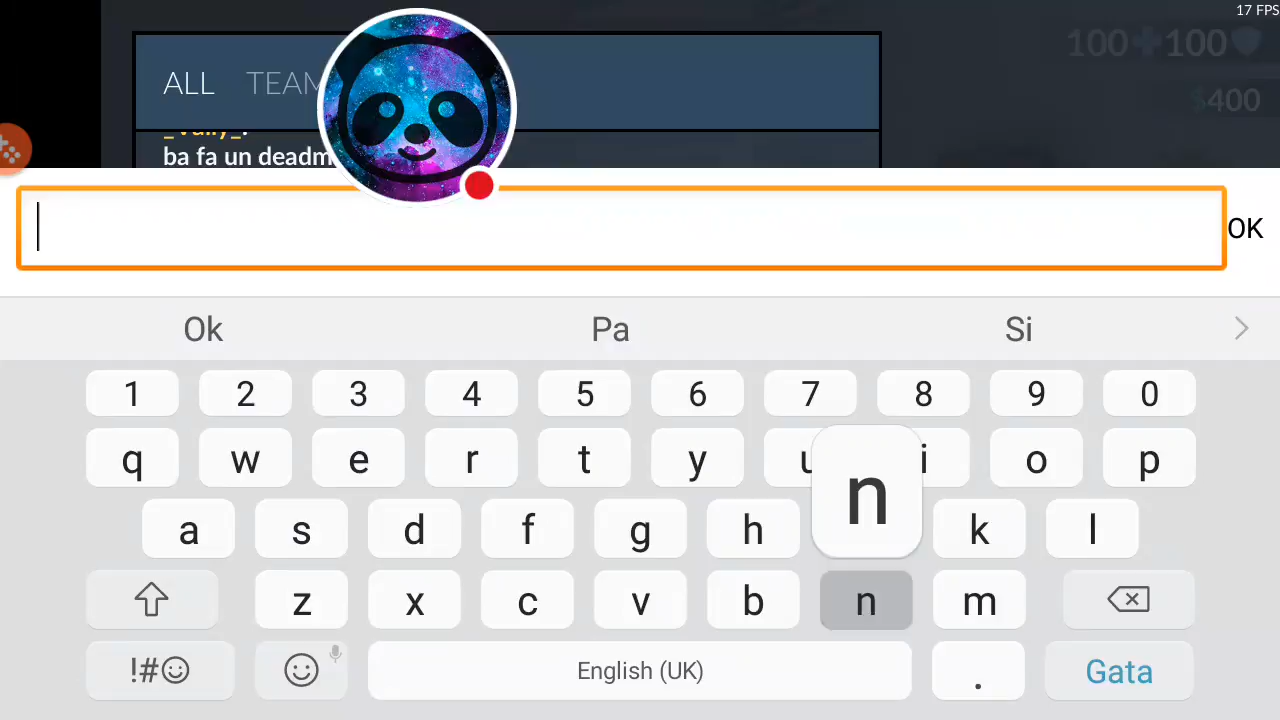 17 FPS
100 100
$400
ALL TEAM
ba fa un deadm
OK
Ok Pa Si
1 2 3 4 5 6 7 8 9 0
q w e r t y u i o p
a s d f g h n k l
z x c v b n m
!#☺ English (UK) . Gata